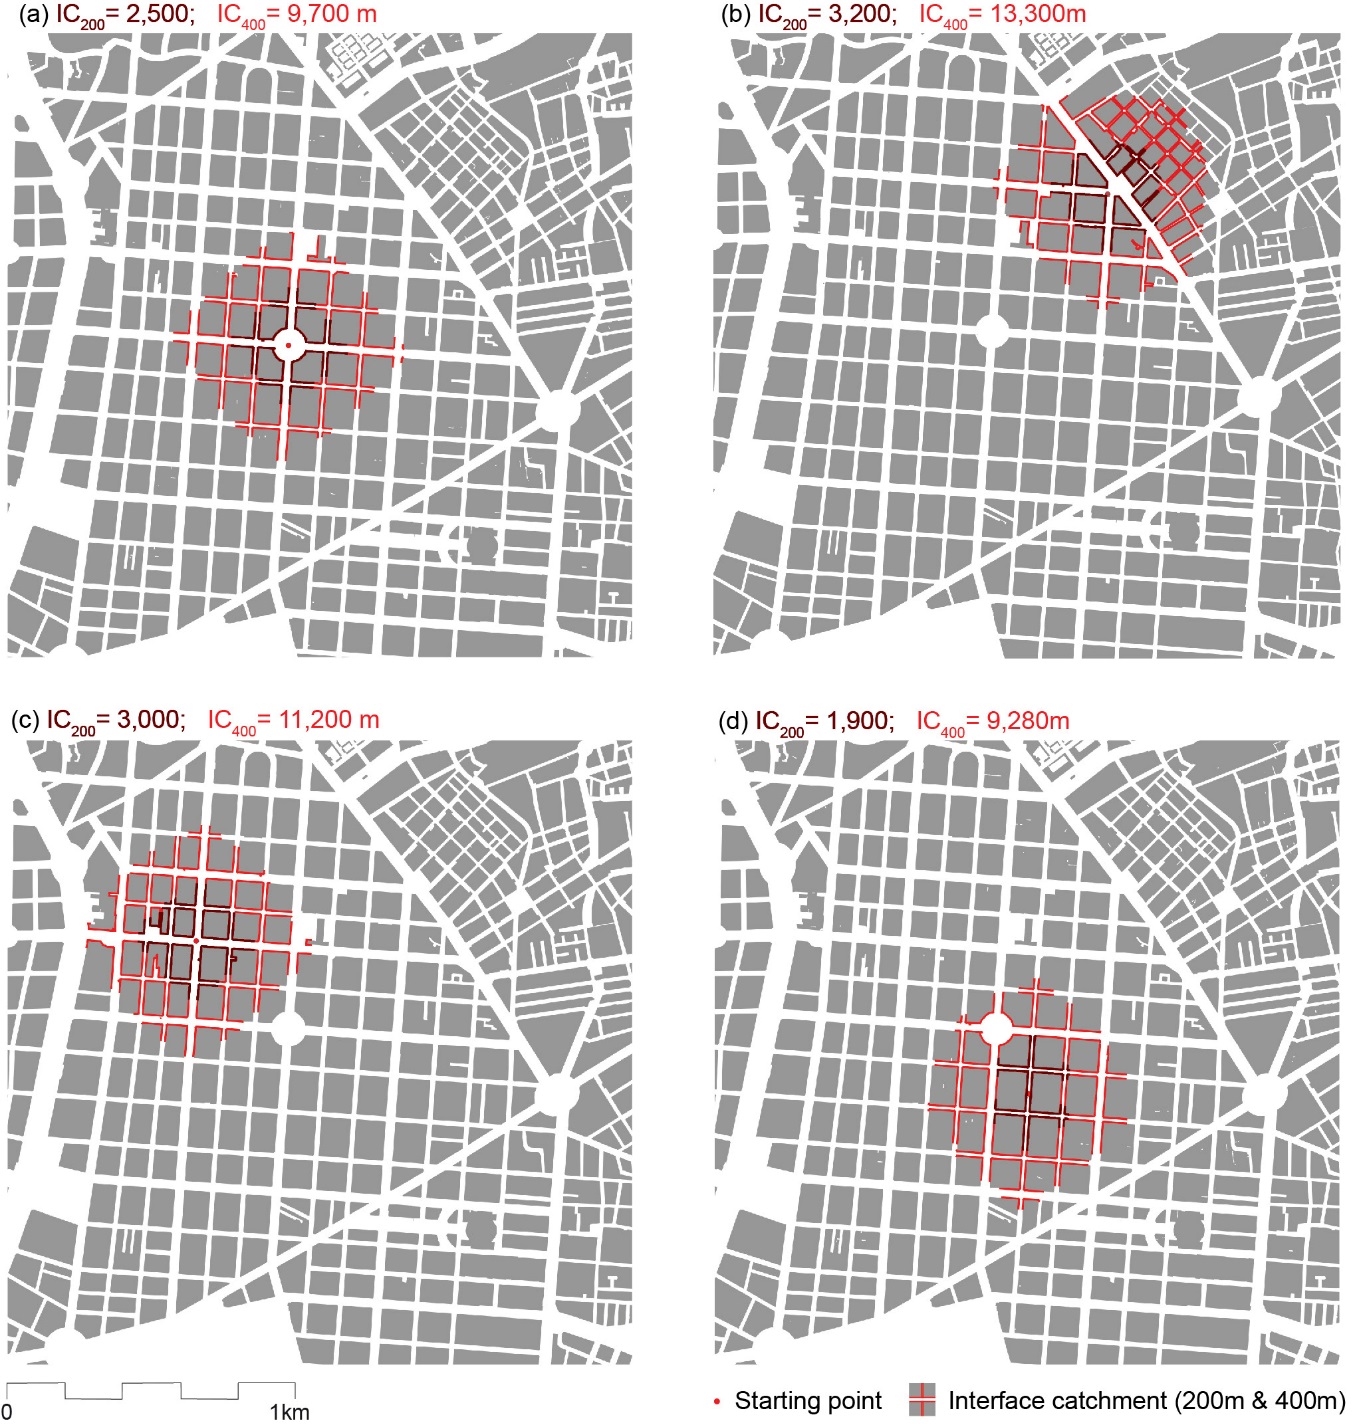 (a) IC200= 2,500; IC400= 9,700 m
(b) IC200= 3,200; IC400= 13,300m
(c) IC200= 3,000; IC400= 11,200 m
(d) IC200= 1,900; IC400= 9,280m
0 1km
Starting point Interface catchment (200m & 400m)